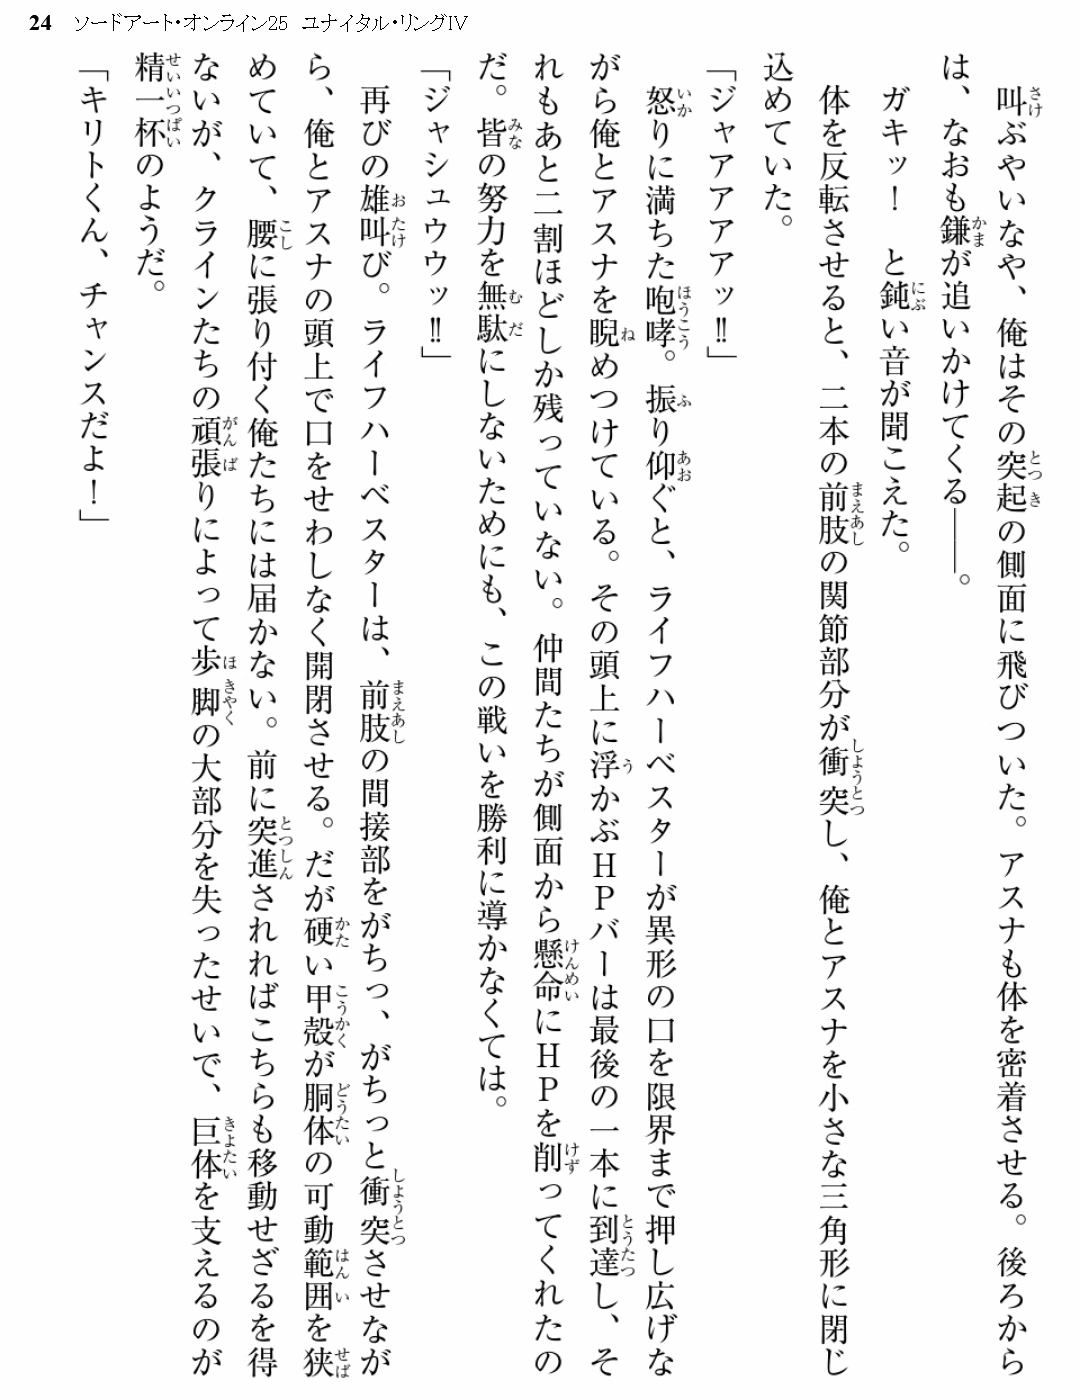 24 ソードアート・オンライン25 ユナイタル・リングⅣ
叫ぶやいなや、俺はその突起の側面に飛びついた。アスナも体を密着させる。後ろから
は、なおも鎌が追いかけてくる――。
ガキッ！ と鈍い音が聞こえた。
体を反転させると、二本の前肢の関節部分が衝突し、俺とアスナを小さな三角形に閉じ
込めていた。
「ジャアアアアッ‼」
怒りに満ちた咆哮。振り仰ぐと、ライフハーベスターが異形の口を限界まで押し広げな
がら俺とアスナを睨めつけている。その頭上に浮かぶＨＰバーは最後の一本に到達し、そ
れもあと二割ほどしか残っていない。仲間たちが側面から懸命にＨＰを削ってくれたの
だ。皆の努力を無駄にしないためにも、この戦いを勝利に導かなくては。
「ジャシュウウッ‼」
再びの雄叫び。ライフハーベスターは、前肢の間接部をがちっ、がちっと衝突させなが
ら、俺とアスナの頭上で口をせわしなく開閉させる。だが硬い甲殻が胴体の可動範囲を狭
めていて、腰に張り付く俺たちには届かない。前に突進されればこちらも移動せざるを得
ないが、クラインたちの頑張りによって歩脚の大部分を失ったせいで、巨体を支えるのが
精一杯のようだ。
「キリトくん、チャンスだよ！」